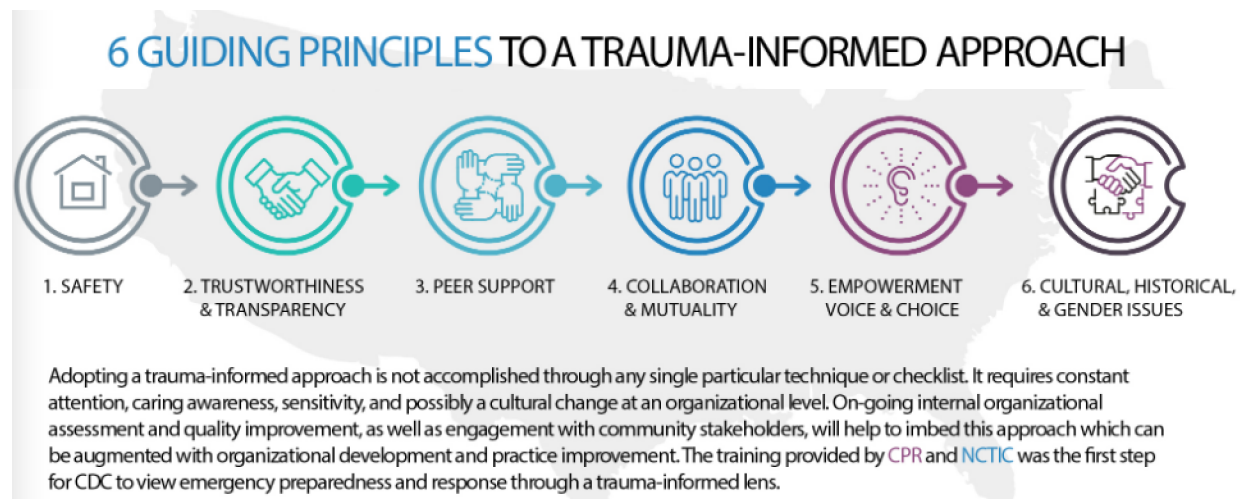 6 GUIDING PRINCIPLES TO A TRAUMA-INFORMED APPROACH
1. SAFETY
2. TRUSTWORTHINESS
& TRANSPARENCY
3. PEER SUPPORT
4. COLLABORATION
& MUTUALITY
5. EMPOWERMENT
VOICE & CHOICE
6. CULTURAL, HISTORICAL,
& GENDER ISSUES
Adopting a trauma-informed approach is not accomplished through any single particular technique or checklist. It requires constant
attention, caring awareness, sensitivity, and possibly a cultural change at an organizational level. On-going internal organizational
assessment and quality improvement, as well as engagement with community stakeholders, will help to imbed this approach which can
be augmented with organizational development and practice improvement. The training provided by CPR and NCTIC was the first step
for CDC to view emergency preparedness and response through a trauma-informed lens.